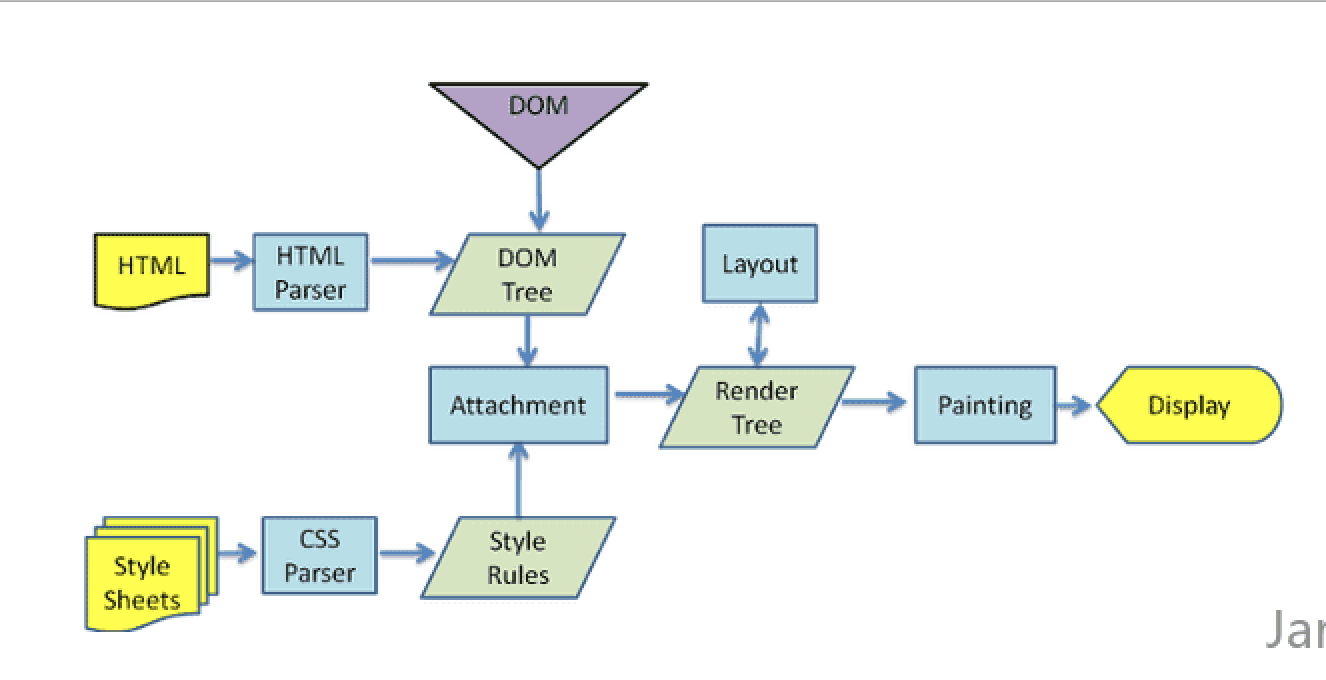 DOM
HTML
HTML
Parser
DOM
Tree
Layout
Attachment
Render
Tree
Painting
Display
Style
Sheets
CSS
Parser
Style
Rules
Jar